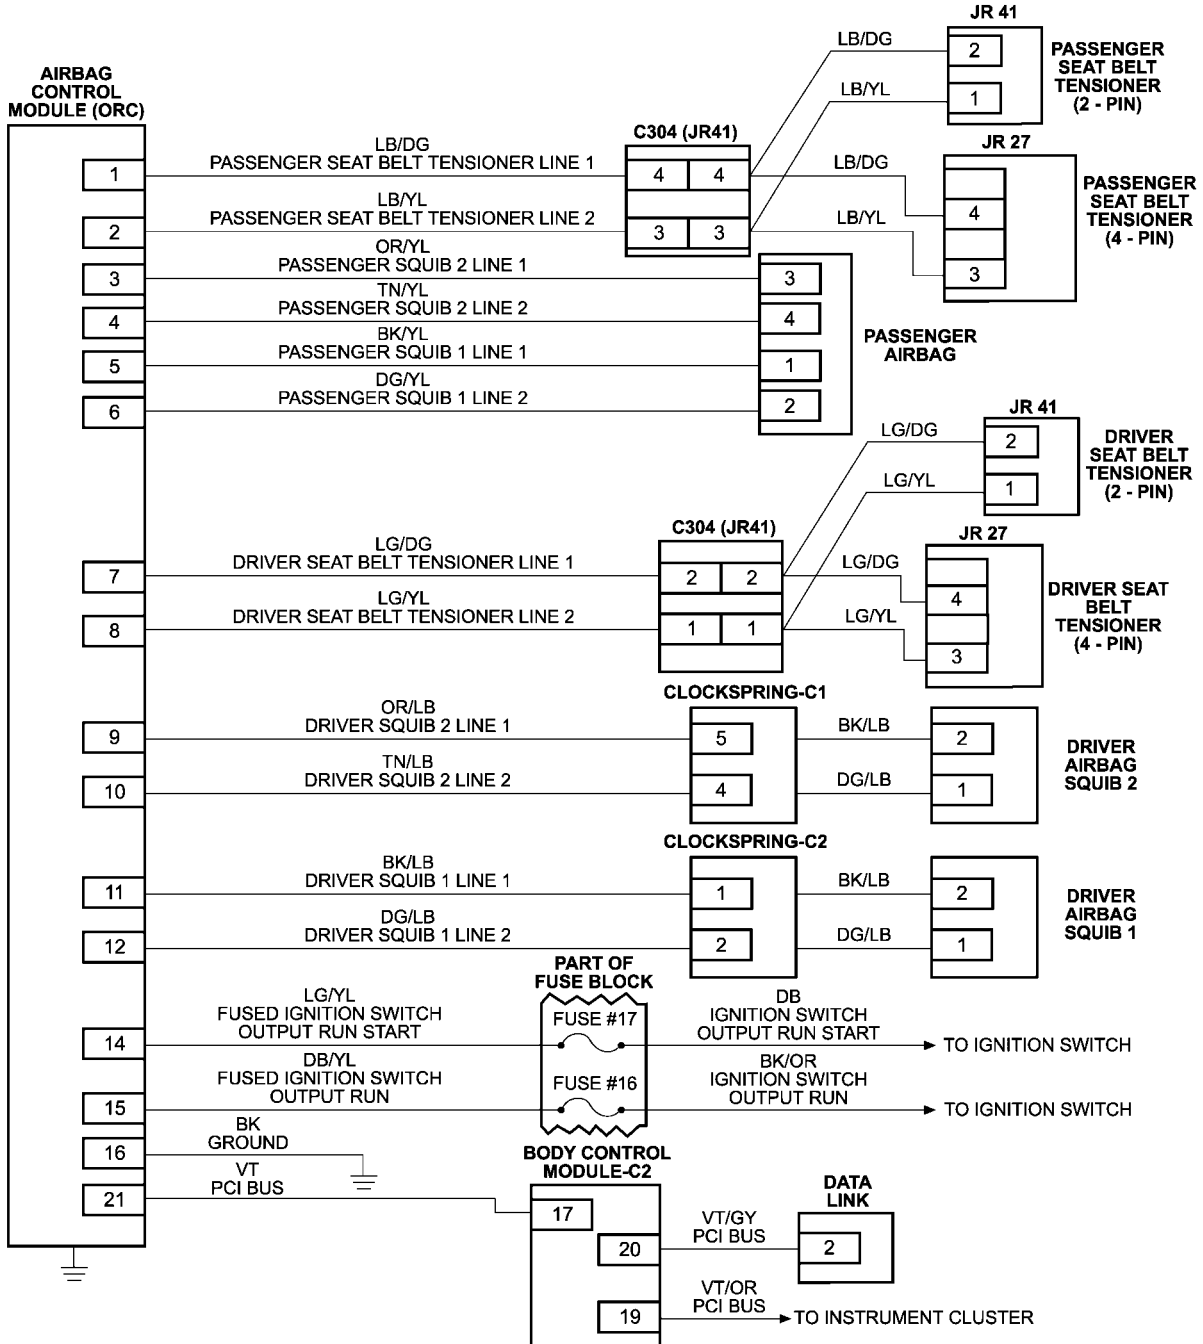 JR 41
LB/DG
2
PASSENGER
SEAT BELT
TENSIONER
(2 - PIN)
LB/YL
1
AIRBAG
CONTROL
MODULE (ORC)
C304 (JR41)
JR 27
LB/DG
PASSENGER SEAT BELT TENSIONER LINE 1
1
4
4
LB/DG
4
PASSENGER
SEAT BELT
TENSIONER
(4 - PIN)
LB/YL
PASSENGER SEAT BELT TENSIONER LINE 2
2
3
3
LB/YL
3
OR/YL
PASSENGER SQUIB 2 LINE 1
3
3
TN/YL
PASSENGER SQUIB 2 LINE 2
4
4
PASSENGER
AIRBAG
BK/YL
PASSENGER SQUIB 1 LINE 1
5
1
DG/YL
PASSENGER SQUIB 1 LINE 2
6
2
JR 41
LG/DG
2
DRIVER
SEAT BELT
TENSIONER
(2 - PIN)
LG/YL
1
C304 (JR41)
JR 27
LG/DG
DRIVER SEAT BELT TENSIONER LINE 1
7
2
2
LG/DG
4
DRIVER SEAT
BELT
TENSIONER
(4 - PIN)
LG/YL
DRIVER SEAT BELT TENSIONER LINE 2
8
1
1
LG/YL
3
CLOCKSPRING-C1
OR/LB
DRIVER SQUIB 2 LINE 1
9
5
BK/LB
2
DRIVER
AIRBAG
SQUIB 2
TN/LB
DRIVER SQUIB 2 LINE 2
10
4
DG/LB
1
CLOCKSPRING-C2
BK/LB
DRIVER SQUIB 1 LINE 1
11
1
BK/LB
2
DRIVER
AIRBAG
SQUIB 1
DG/LB
DRIVER SQUIB 1 LINE 2
12
2
DG/LB
1
PART OF
FUSE BLOCK
LG/YL
FUSED IGNITION SWITCH
OUTPUT RUN START
14
FUSE #17
DB
IGNITION SWITCH
OUTPUT RUN START
TO IGNITION SWITCH
DB/YL
FUSED IGNITION SWITCH
OUTPUT RUN
15
FUSE #16
BK/OR
IGNITION SWITCH
OUTPUT RUN
TO IGNITION SWITCH
BK
GROUND
16
VT
PCI BUS
21
BODY CONTROL
MODULE-C2
17
DATA
LINK
20
VT/GY
PCI BUS
2
19
VT/OR
PCI BUS
TO INSTRUMENT CLUSTER